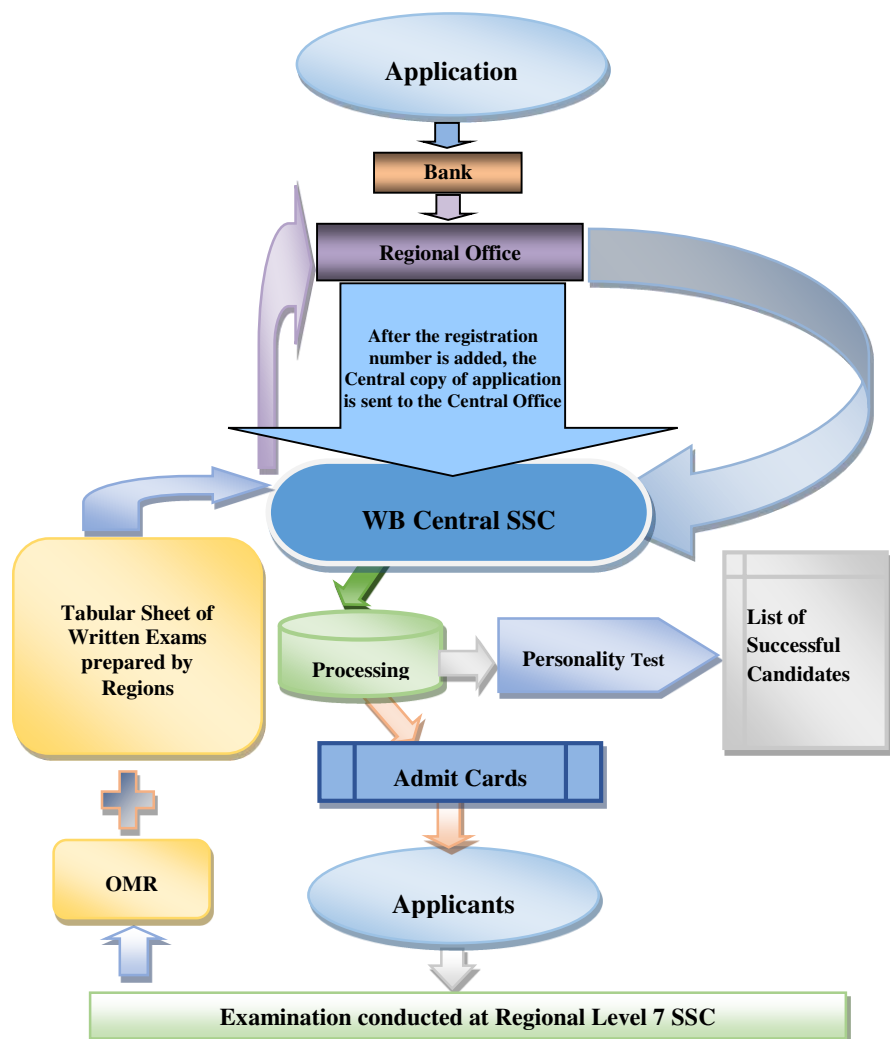 Application
Bank
Regional Office
After the registration
number is added, the
Central copy of application
is sent to the Central Office
WB Central SSC
Tabular Sheet of
Written Exams
prepared by
Regions
Processing
Personality Test
List of
Successful
Candidates
Admit Cards
OMR
Applicants
Examination conducted at Regional Level 7 SSC